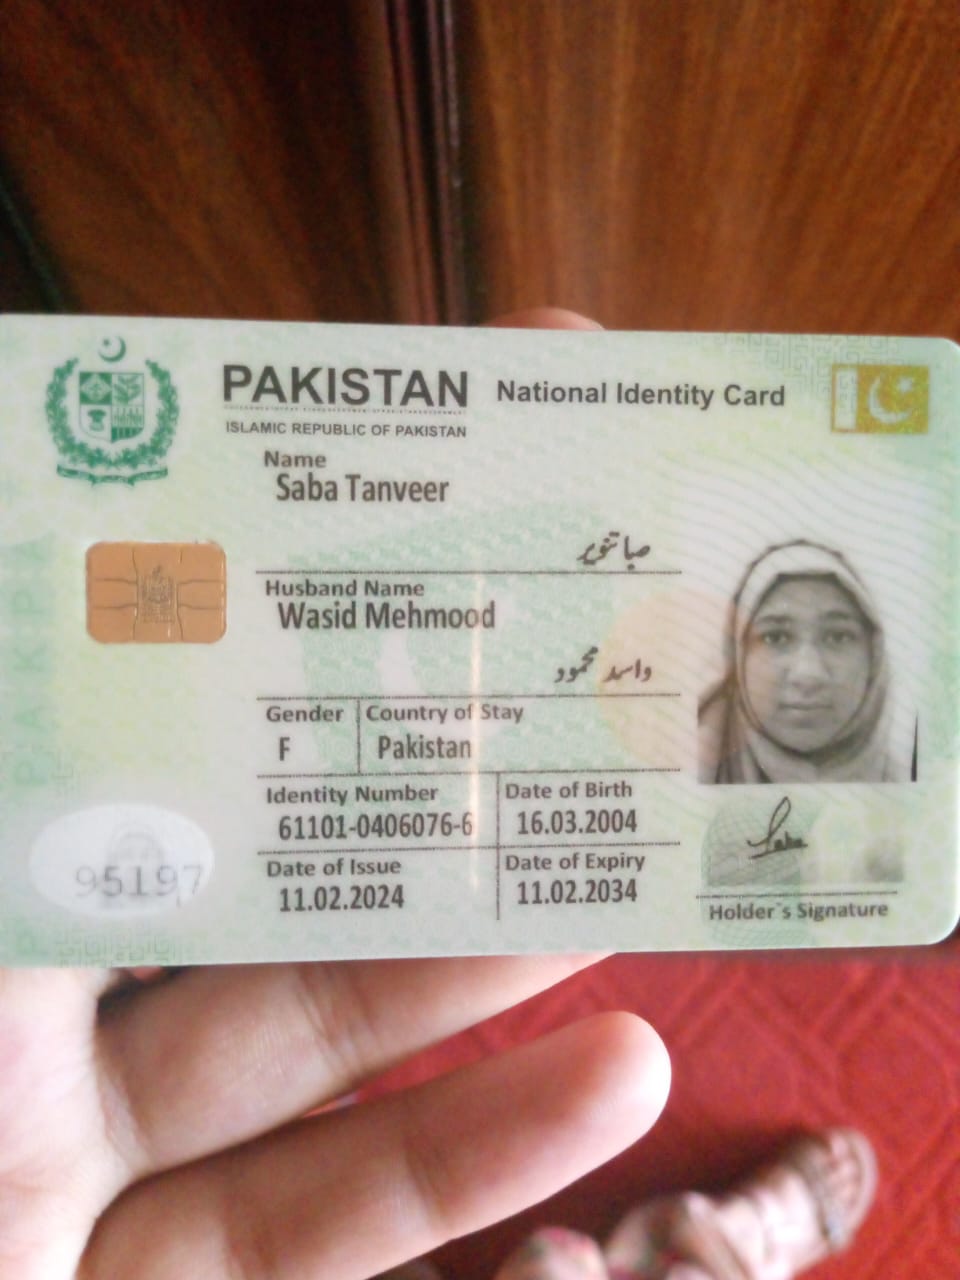 PAKISTAN National Identity Card
ISLAMIC REPUBLIC OF PAKISTAN
Name
Saba Tanveer
صبا تنویر
Husband Name
Wasid Mehmood
واسد محمود
Gender Country of Stay
F Pakistan
Identity Number Date of Birth
61101-0406076-6 16.03.2004
Date of Issue Date of Expiry
11.02.2024 11.02.2034
95197
Saba
Holder`s Signature